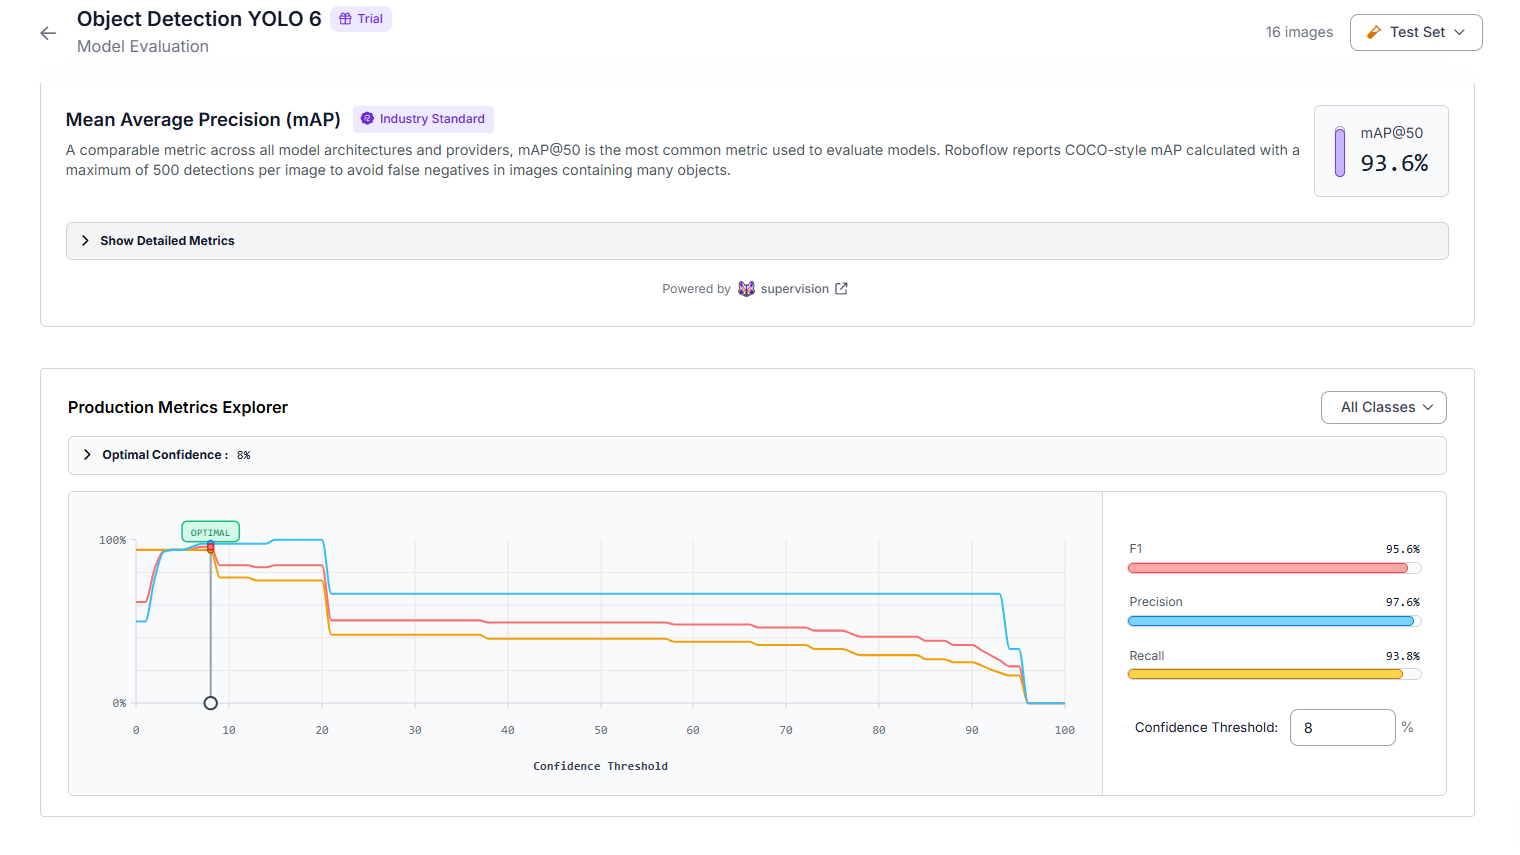 Object Detection YOLO 6 Trial
Model Evaluation
16 images
Test Set
Mean Average Precision (mAP) Industry Standard
A comparable metric across all model architectures and providers, mAP@50 is the most common metric used to evaluate models. Roboflow reports COCO-style mAP calculated with a
maximum of 500 detections per image to avoid false negatives in images containing many objects.
mAP@50
93.6%
Show Detailed Metrics
Powered by supervision
Production Metrics Explorer
All Classes
Optimal Confidence : 8%
OPTIMAL
100%
0%
0 10 20 30 40 50 60 70 80 90 100
Confidence Threshold
F1 95.6%
Precision 97.6%
Recall 93.8%
Confidence Threshold: 8 %